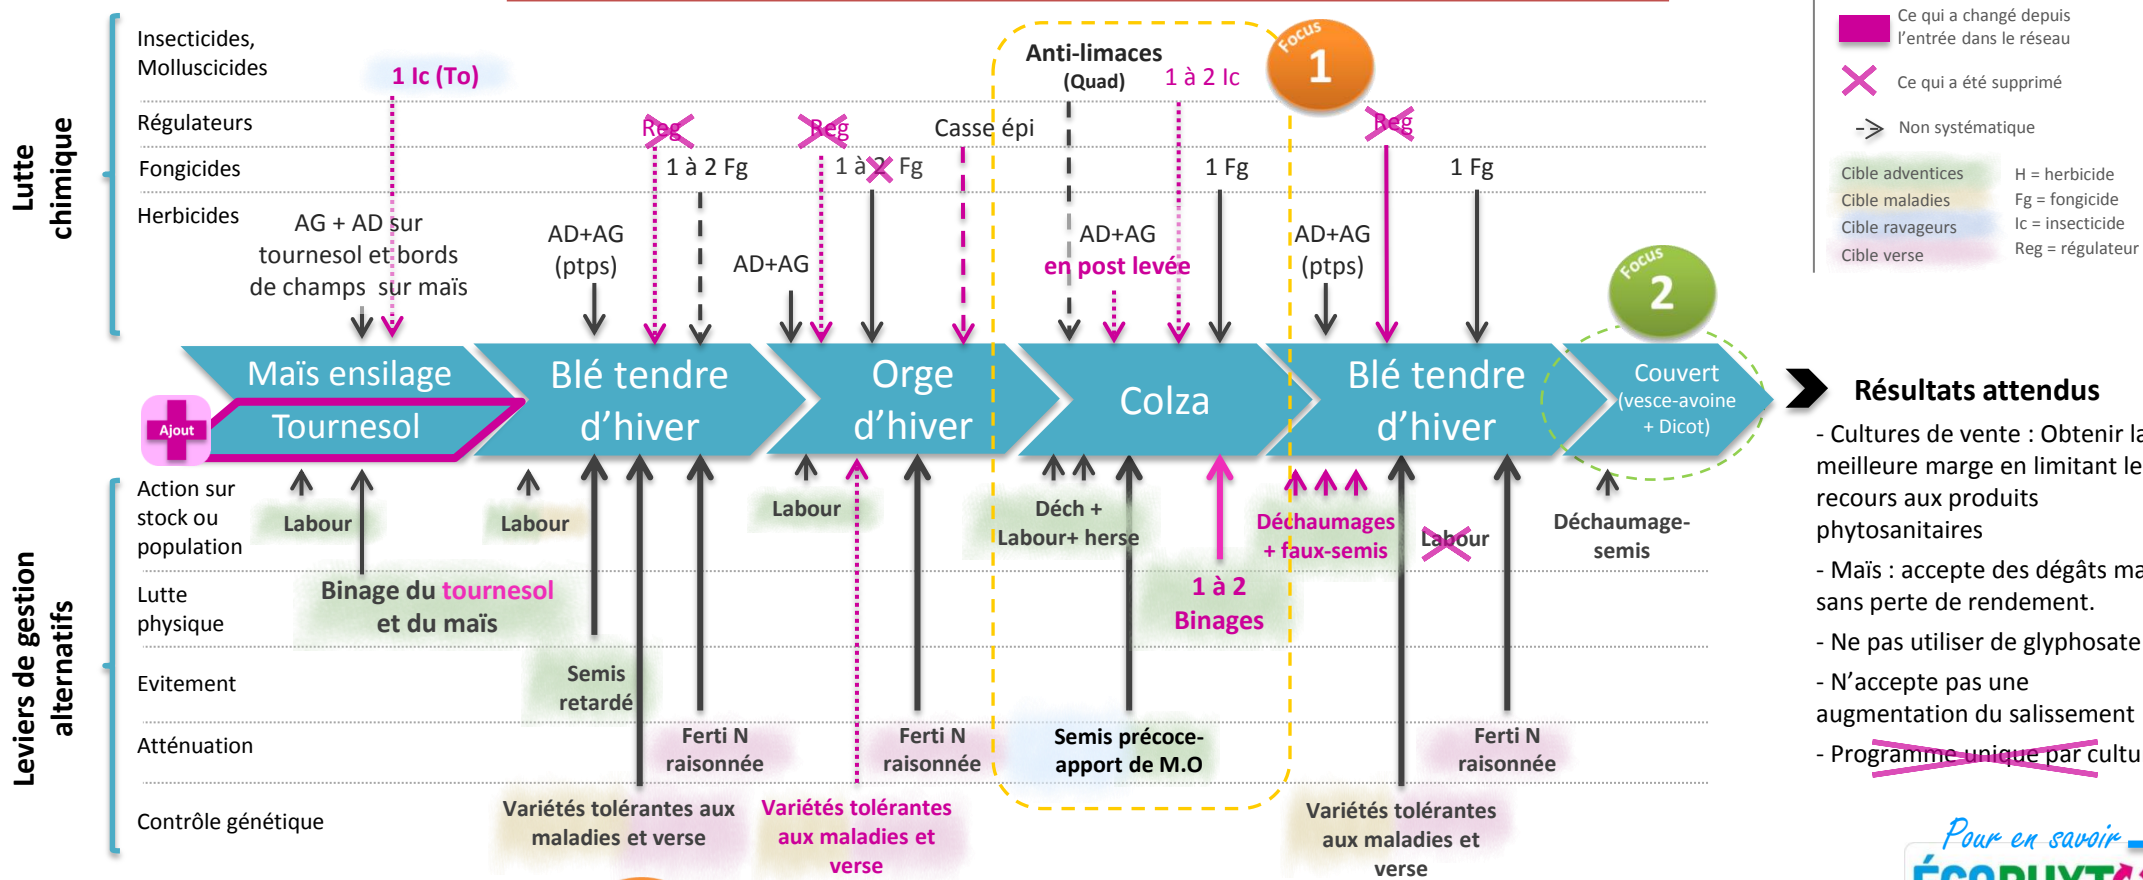 Ce qui a changé depuis
l'entrée dans le réseau
Ce qui a été supprimé
Non systématique
Cible adventices
Cible maladies
Cible ravageurs
Cible verse
H = herbicide
Fg = fongicide
Ic = insecticide
Reg = régulateur
Lutte
chimique
Insecticides,
Molluscicides
Régulateurs
Fongicides
Herbicides
1 Ic (To)
AG + AD sur
tournesol et bords
de champs sur maïs
Reg
1 à 2 Fg
AD+AG
(ptps)
Reg
1 à 2 Fg
AD+AG
Casse épi
Anti-limaces
(Quad)
1 à 2 Ic
1 Fg
AD+AG
en post levée
Focus
1
Reg
1 Fg
AD+AG
(ptps)
Focus
2
Ajout
Maïs ensilage
Tournesol
Blé tendre
d'hiver
Orge
d'hiver
Colza
Blé tendre
d'hiver
Couvert
(vesce-avoine
+ Dicot)
Leviers de gestion
alternatifs
Action sur
stock ou
population
Lutte
physique
Evitement
Atténuation
Contrôle génétique
Labour
Labour
Labour
Déch +
Labour+ herse
Déchaumages
+ faux-semis
Labour
Déchaumage-
semis
Binage du tournesol
et du maïs
1 à 2
Binages
Semis
retardé
Ferti N
raisonnée
Ferti N
raisonnée
Semis précoce-
apport de M.O
Ferti N
raisonnée
Variétés tolérantes aux
maladies et verse
Variétés tolérantes
aux maladies et
verse
Variétés tolérantes
aux maladies et
verse
Résultats attendus
- Cultures de vente : Obtenir la
meilleure marge en limitant le
recours aux produits
phytosanitaires
- Maïs : accepte des dégâts ma
sans perte de rendement.
- Ne pas utiliser de glyphosate
- N'accepte pas une
augmentation du salissement
- Programme unique par cultu
Pour en savoir
ÉCOPHYT